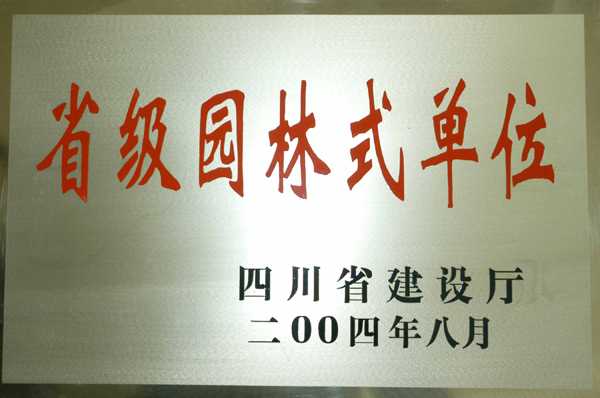 省级园林式单位
四川省建设厅
二00四年八月